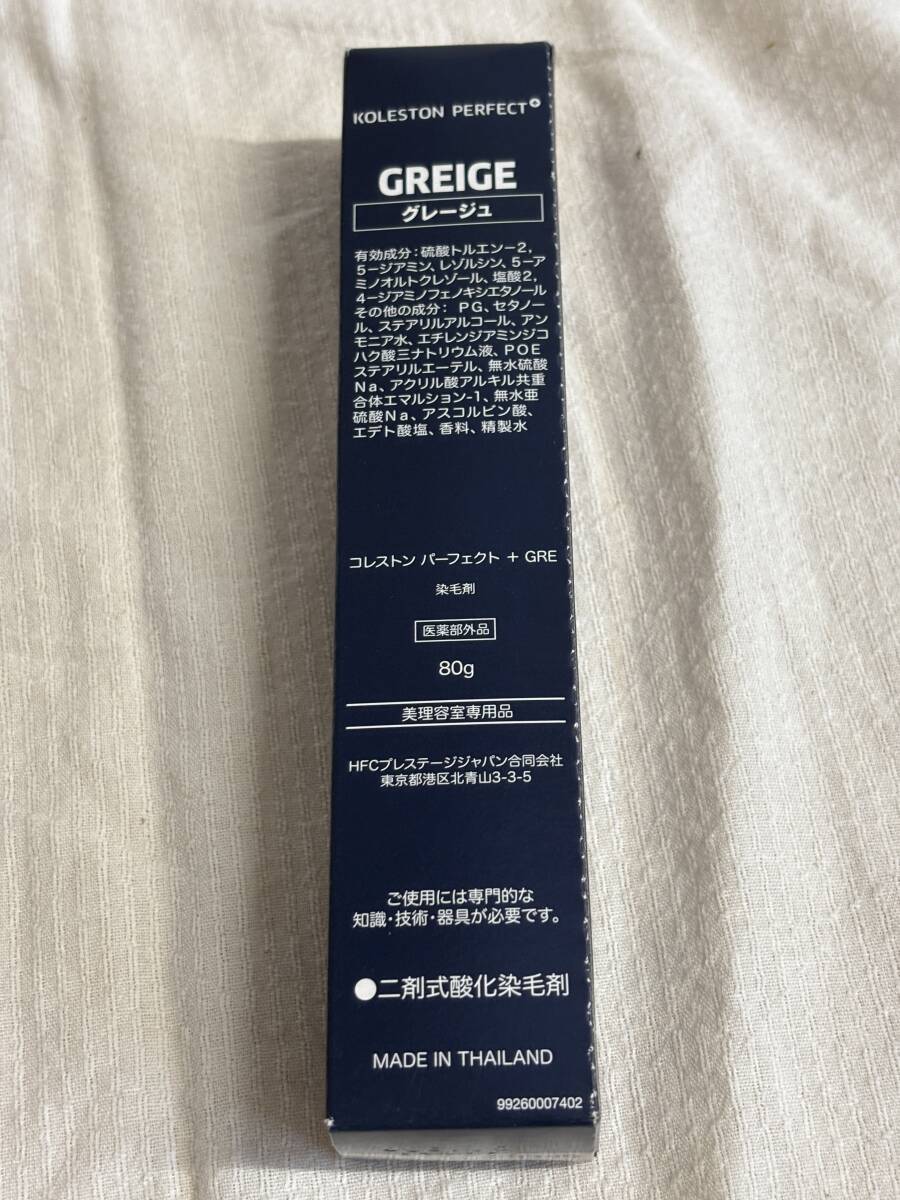 KOLESTON PERFECT+
GREIGE
グレージュ
有効成分：硫酸トルエン−2,
5−ジアミン、レゾルシン、5−ア
ミノオルトクレゾール、塩酸2,
4−ジアミノフェノキシエタノール
その他の成分：PG、セタノー
ル、ステアリルアルコール、アン
モニア水、エチレンジアミンジコ
ハク酸三ナトリウム液、POE
ステアリルエーテル、無水硫酸
Na、アクリル酸アルキル共重
合体エマルション-1、無水亜
硫酸Na、アスコルビン酸、
エデト酸塩、香料、精製水
コレストン パーフェクト + GRE
染毛剤
医薬部外品
80g
美理容室専用品
HFCプレステージジャパン合同会社
東京都港区北青山3-3-5
ご使用には専門的な
知識・技術・器具が必要です。
●二剤式酸化染毛剤
MADE IN THAILAND
99260007402